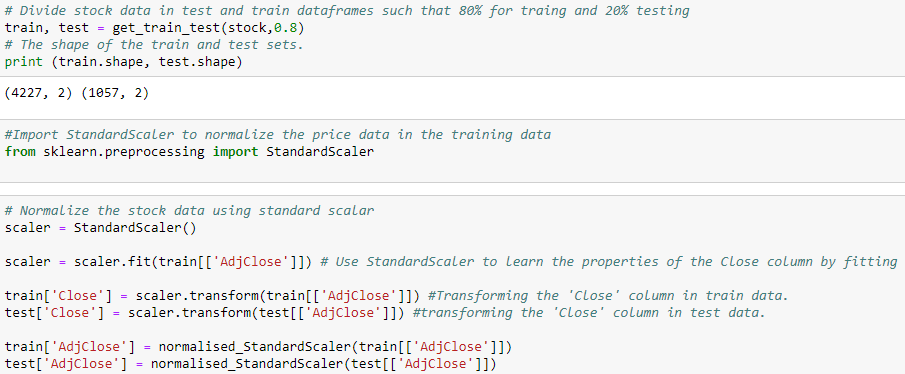 # Divide stock data in test and train dataframes such that 80% for traing and 20% testing
train, test = get_train_test(stock,0.8)
# The shape of the train and test sets.
print (train.shape, test.shape)
(4227, 2) (1057, 2)
#Import StandardScaler to normalize the price data in the training data
from sklearn.preprocessing import StandardScaler
# Normalize the stock data using standard scalar
scaler = StandardScaler()
scaler = scaler.fit(train[['AdjClose']]) # Use StandardScaler to learn the properties of the Close column by fitting
train['Close'] = scaler.transform(train[['AdjClose']]) #Transforming the 'Close' column in train data.
test['Close'] = scaler.transform(test[['AdjClose']]) #transforming the 'Close' column in test data.
train['AdjClose'] = normalised_StandardScaler(train[['AdjClose']])
test['AdjClose'] = normalised_StandardScaler(test[['AdjClose']])